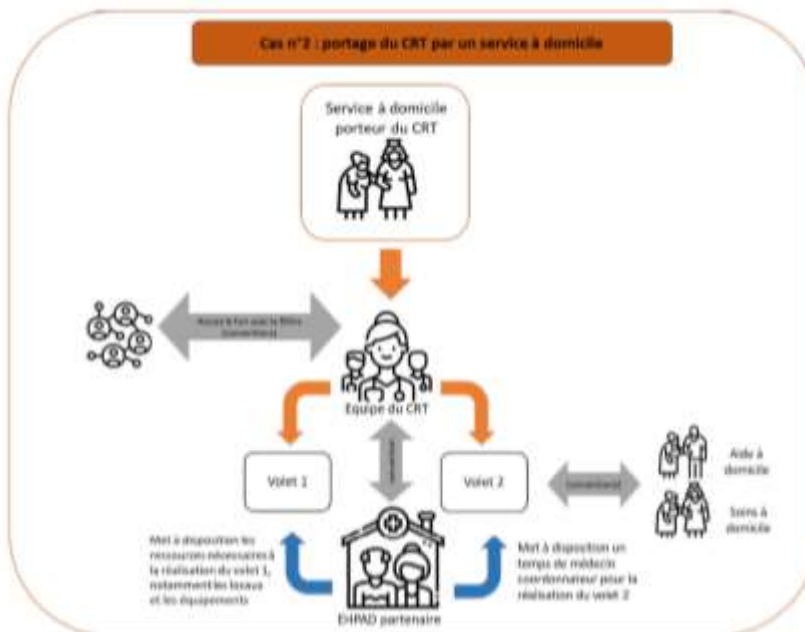 Cas n°2 : portage du CRT par un service à domicile
Service à domicile
porteur du CRT
Equipe du CRT
Volet 1
Volet 2
Aide à
domicile
Soins à
domicile
Met à disposition les
ressources nécessaires à
la réalisation du volet 1,
notamment les locaux
et les équipements
Met à disposition un
temps de médecin
coordonnateur pour la
réalisation du volet 2
EHPAD partenaire